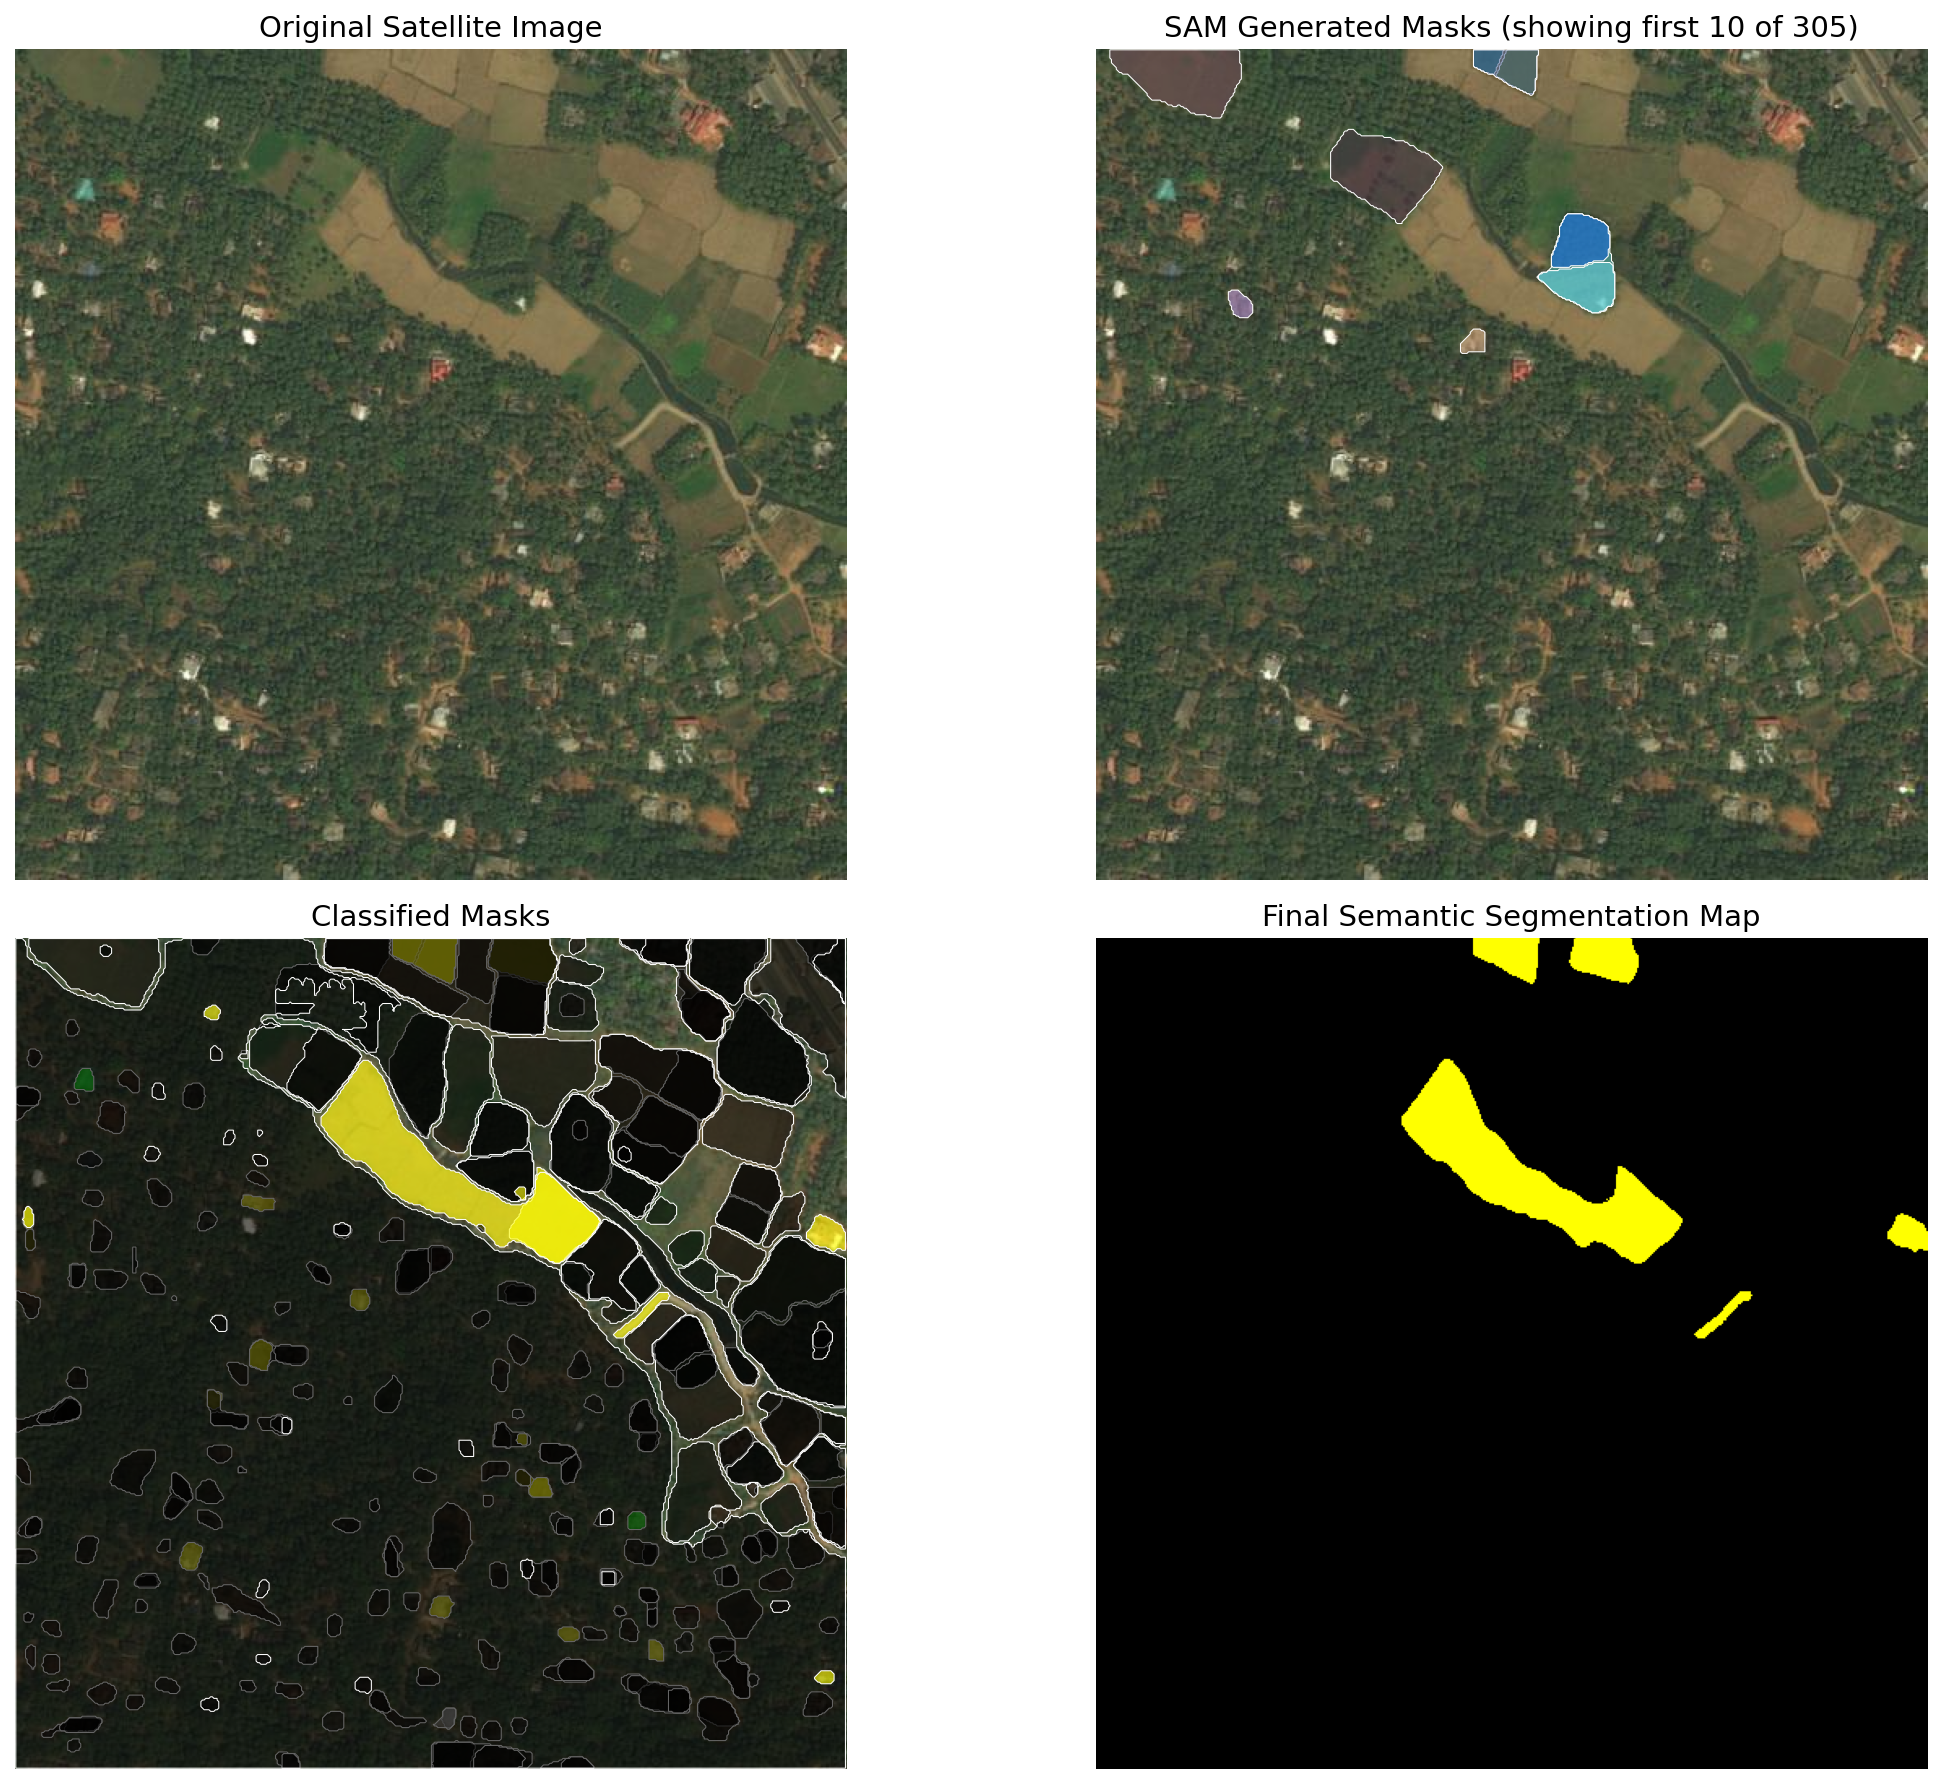 Original Satellite Image
SAM Generated Masks (showing first 10 of 305)
Classified Masks
Final Semantic Segmentation Map